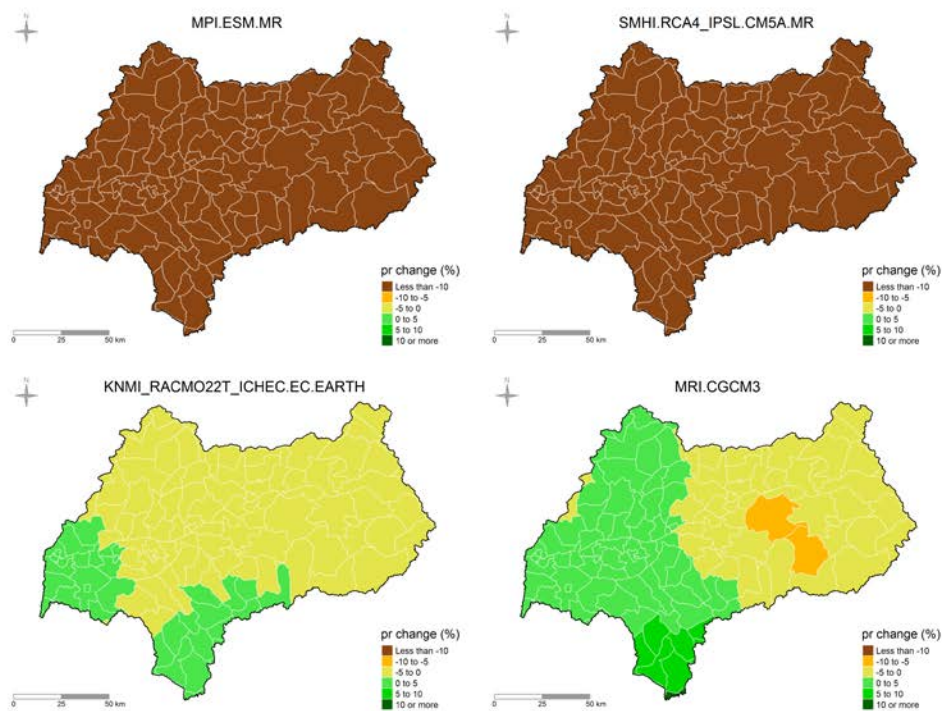 MPI.ESM.MR
N
pr change (%)
Less than -10
-10 to -5
-5 to 0
0 to 5
5 to 10
10 or more
0 25 50 km
SMHI.RCA4_IPSL.CM5A.MR
N
pr change (%)
Less than -10
-10 to -5
-5 to 0
0 to 5
5 to 10
10 or more
0 25 50 km
KNMI_RACMO22T_ICHEC.EC.EARTH
N
pr change (%)
Less than -10
-10 to -5
-5 to 0
0 to 5
5 to 10
10 or more
0 25 50 km
MRI.CGCM3
N
pr change (%)
Less than -10
-10 to -5
-5 to 0
0 to 5
5 to 10
10 or more
0 25 50 km